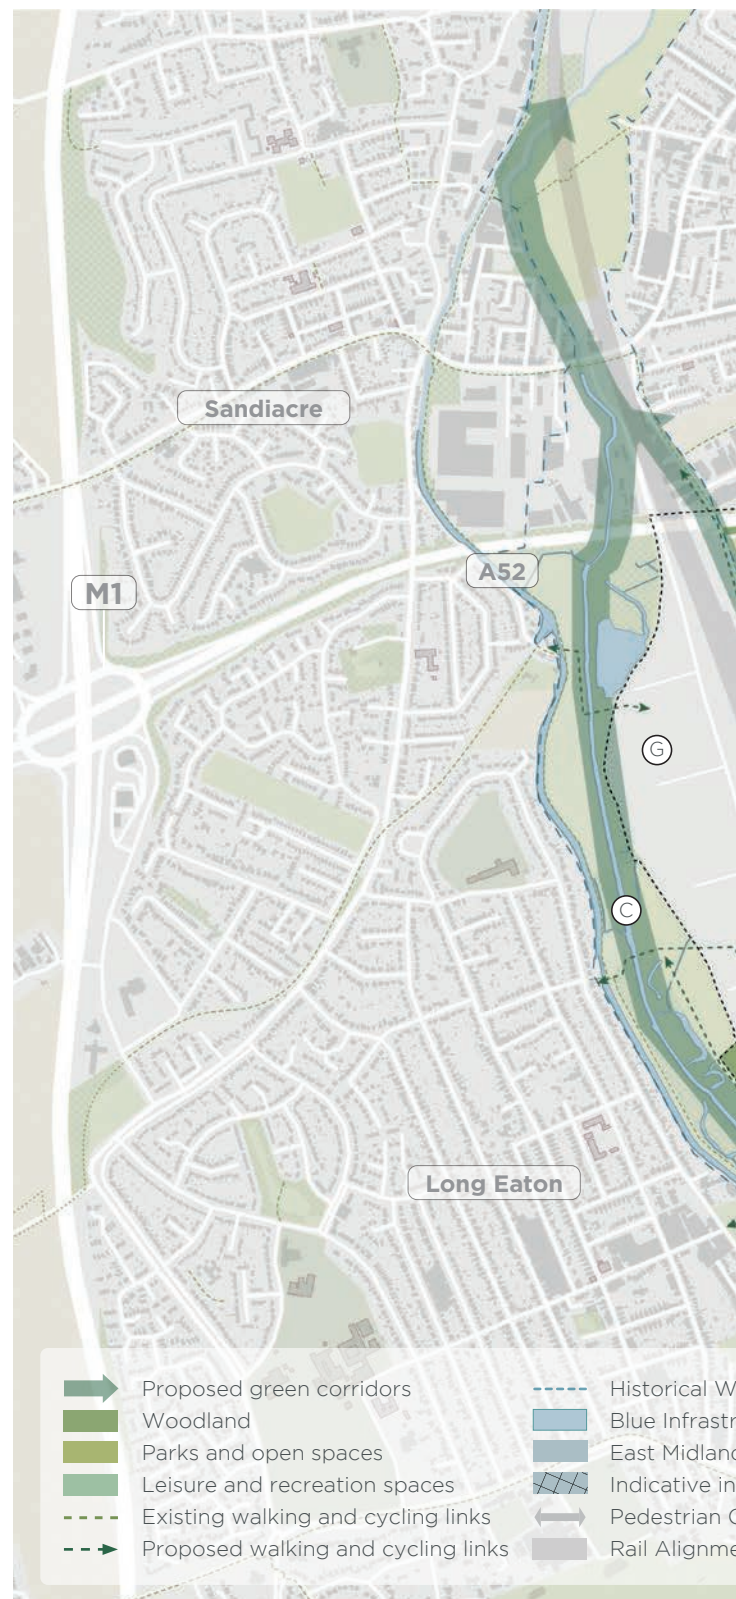 Sandiacre
A52
M1
G
C
Long Eaton
Proposed green corridors
Woodland
Parks and open spaces
Leisure and recreation spaces
Existing walking and cycling links
Proposed walking and cycling links
Historical W
Blue Infrastr
East Midland
Indicative in
Pedestrian
Rail Alignme